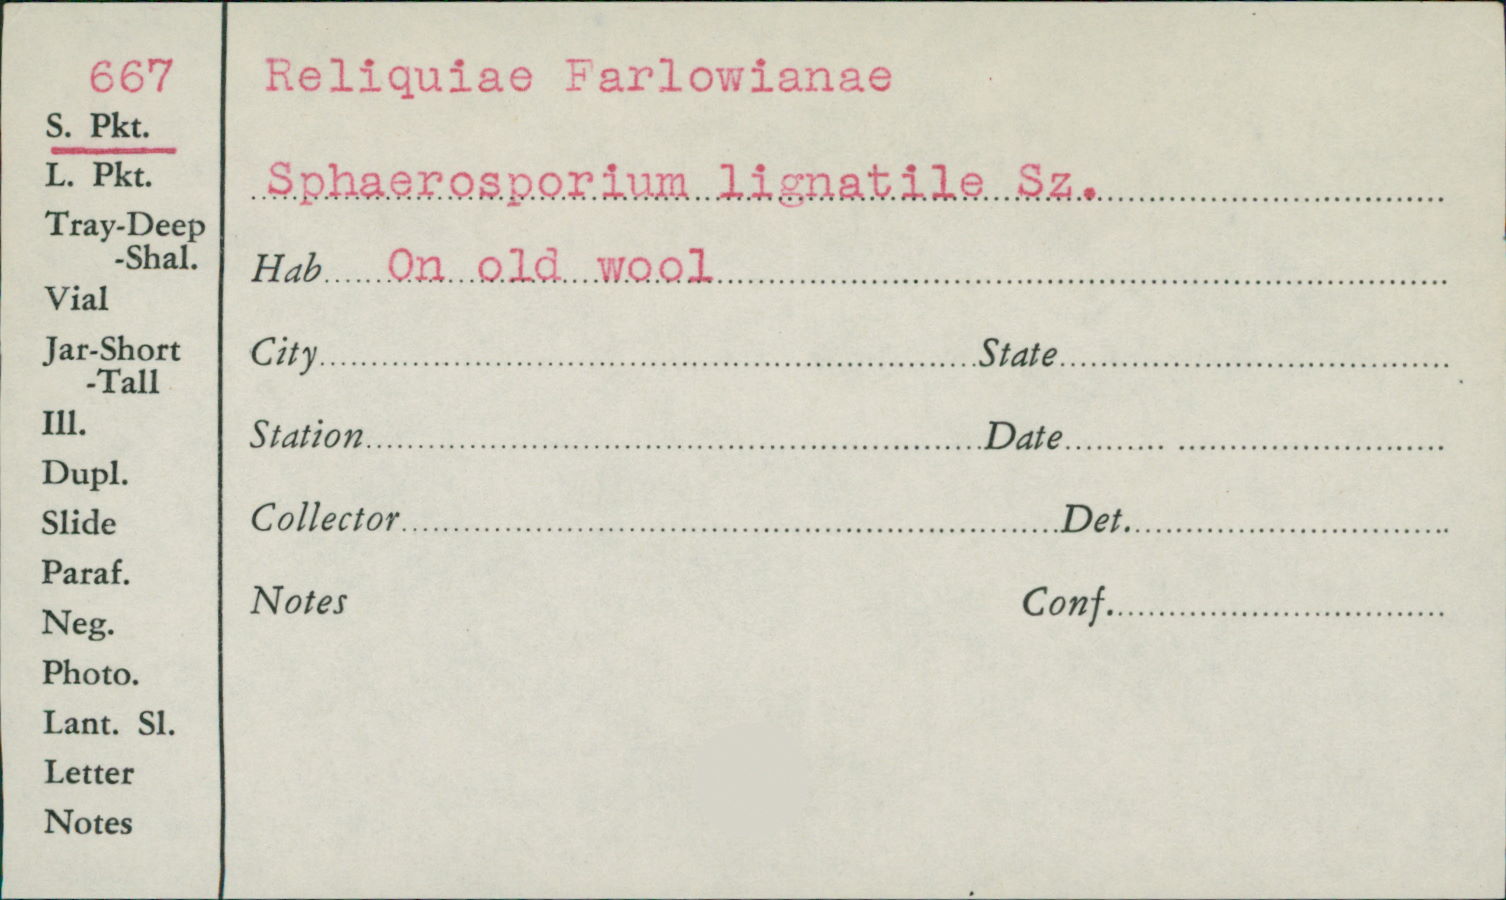 667
S. Pkt.
L. Pkt.
Tray-Deep
-Shal.
Vial
Jar-Short
-Tall
Ill.
Dupl.
Slide
Paraf.
Neg.
Photo.
Lant. Sl.
Letter
Notes
Reliquiae Farlowianae
Sphaerosporium lignatile Sz.
Hab On old wool
City State
Station Date
Collector Det.
Notes Conf.